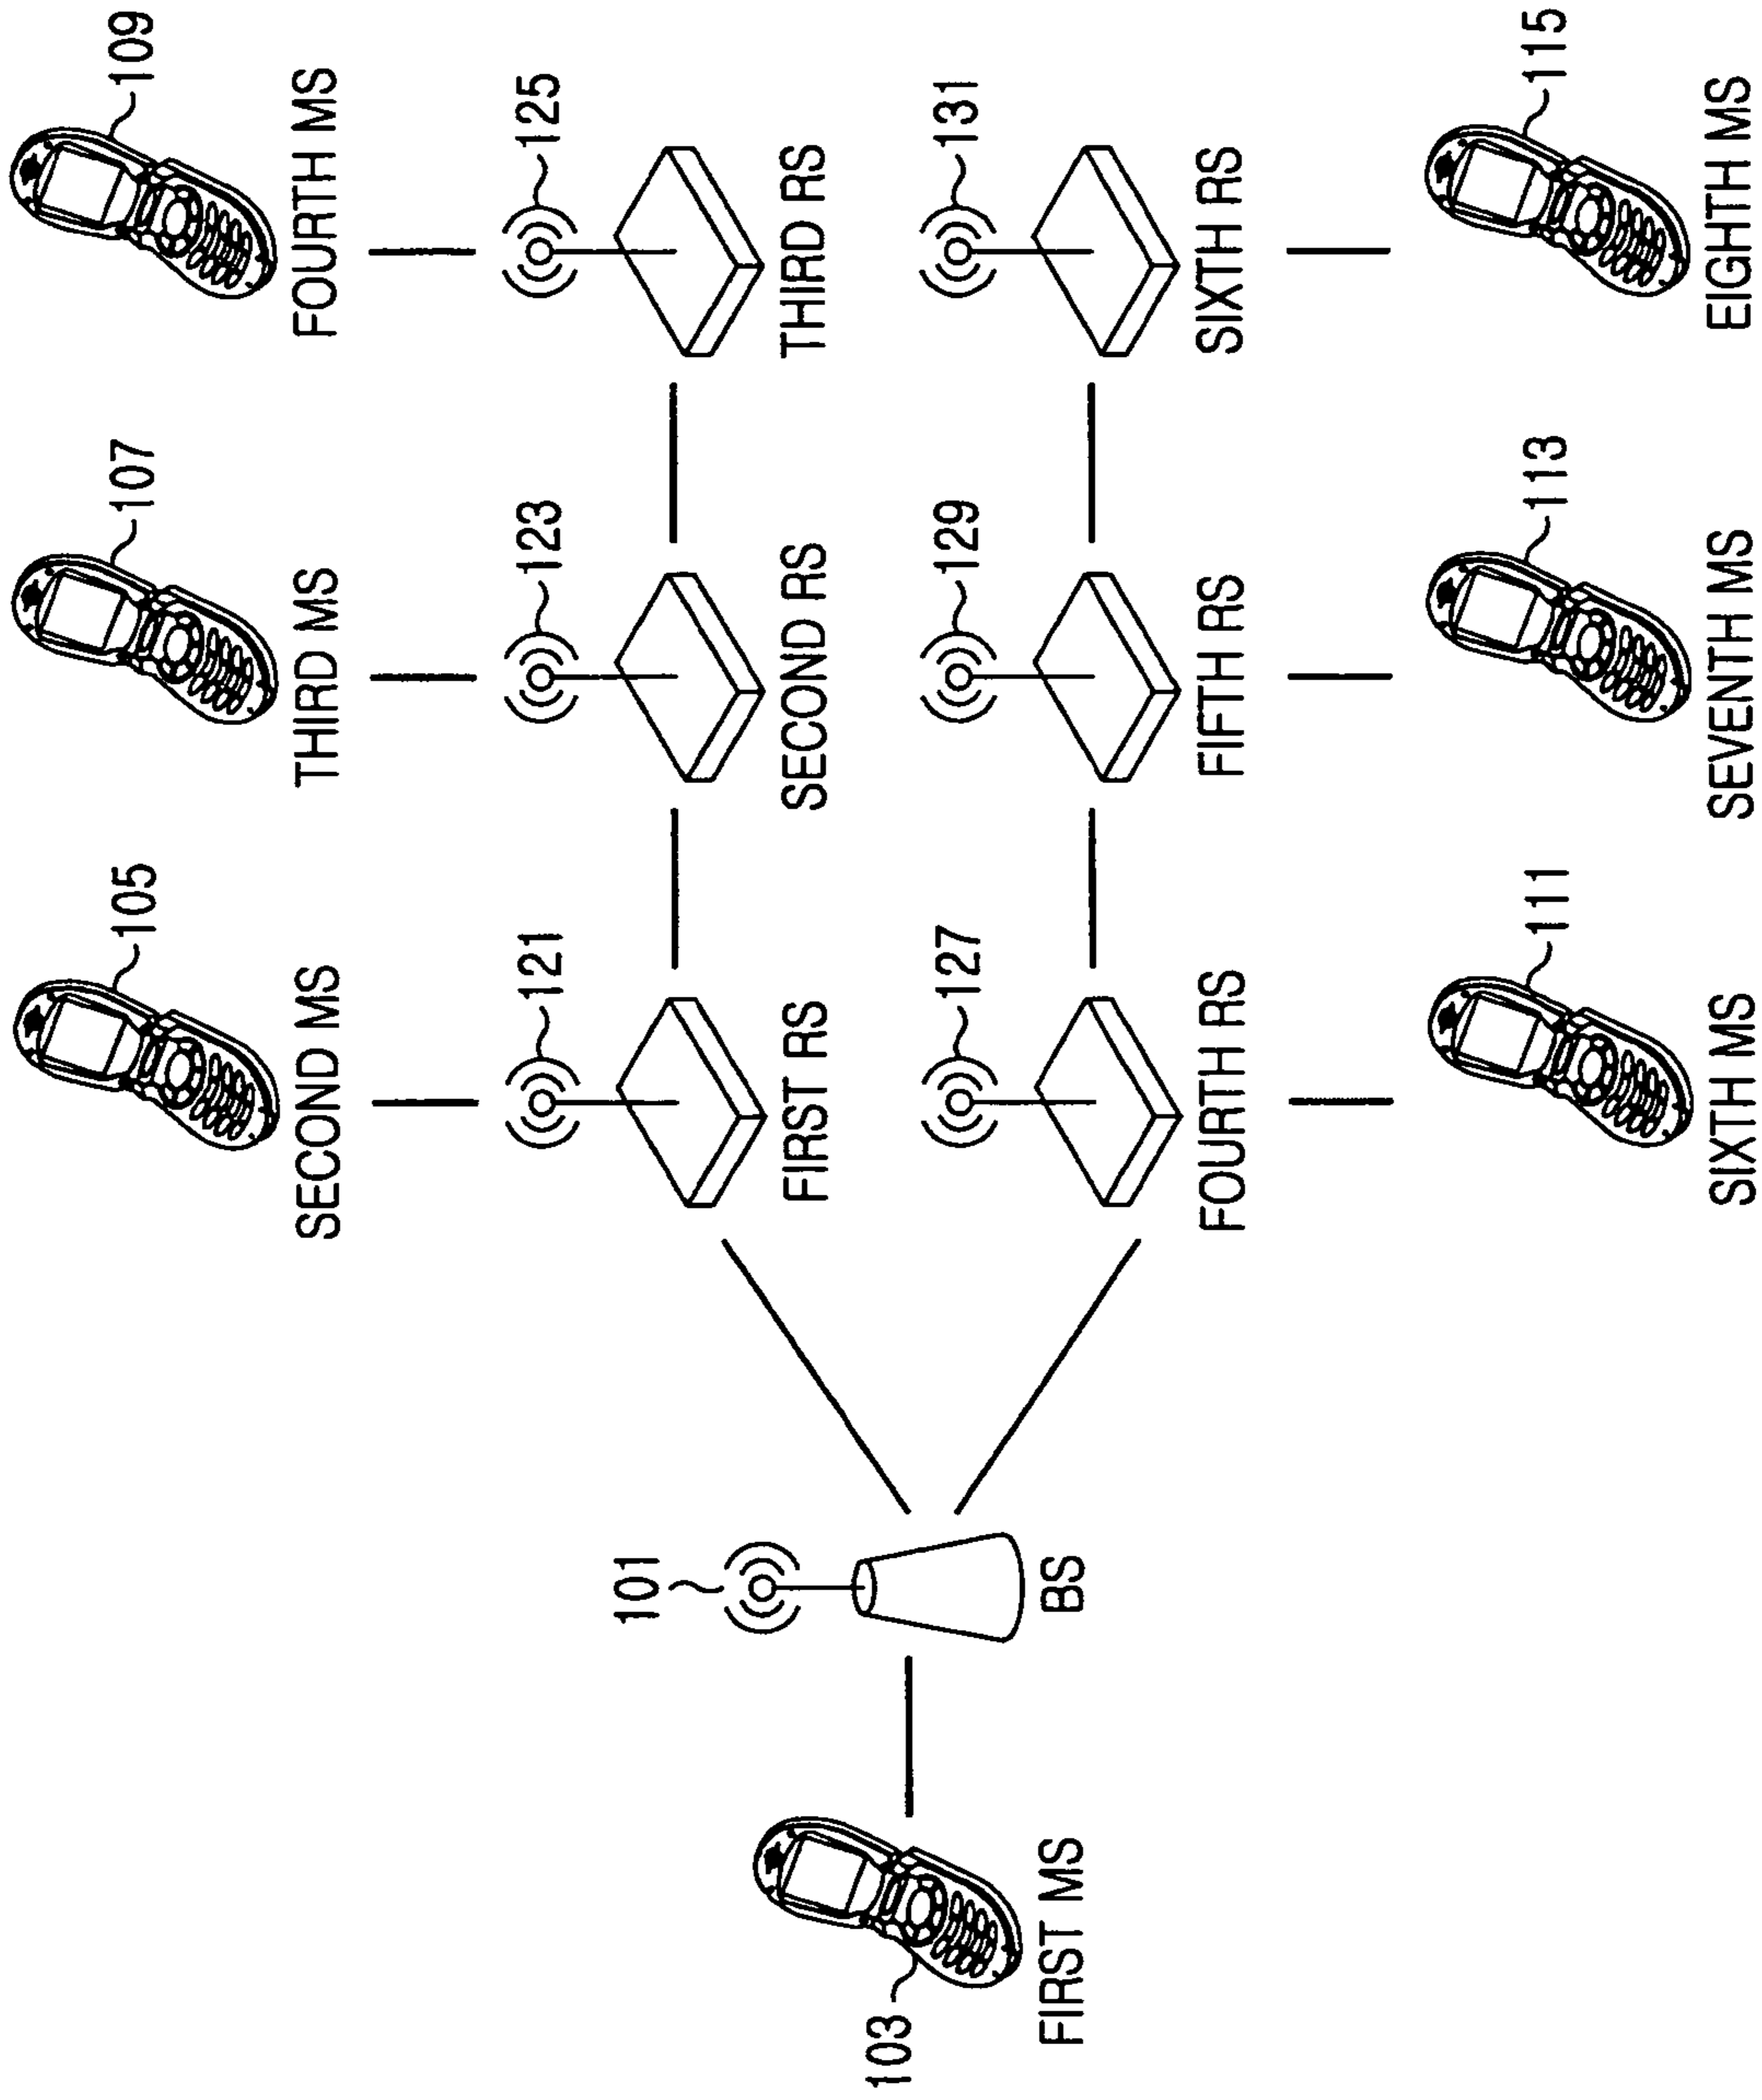 105
107
109
SECOND MS
THIRD MS
FOURTH MS
121
123
125
101
FIRST RS
SECOND RS
THIRD RS
103
127
129
131
FIRST MS
BS
FOURTH RS
FIFTH RS
SIXTH RS
111
113
115
SIXTH MS
SEVENTH MS
EIGHTH MS